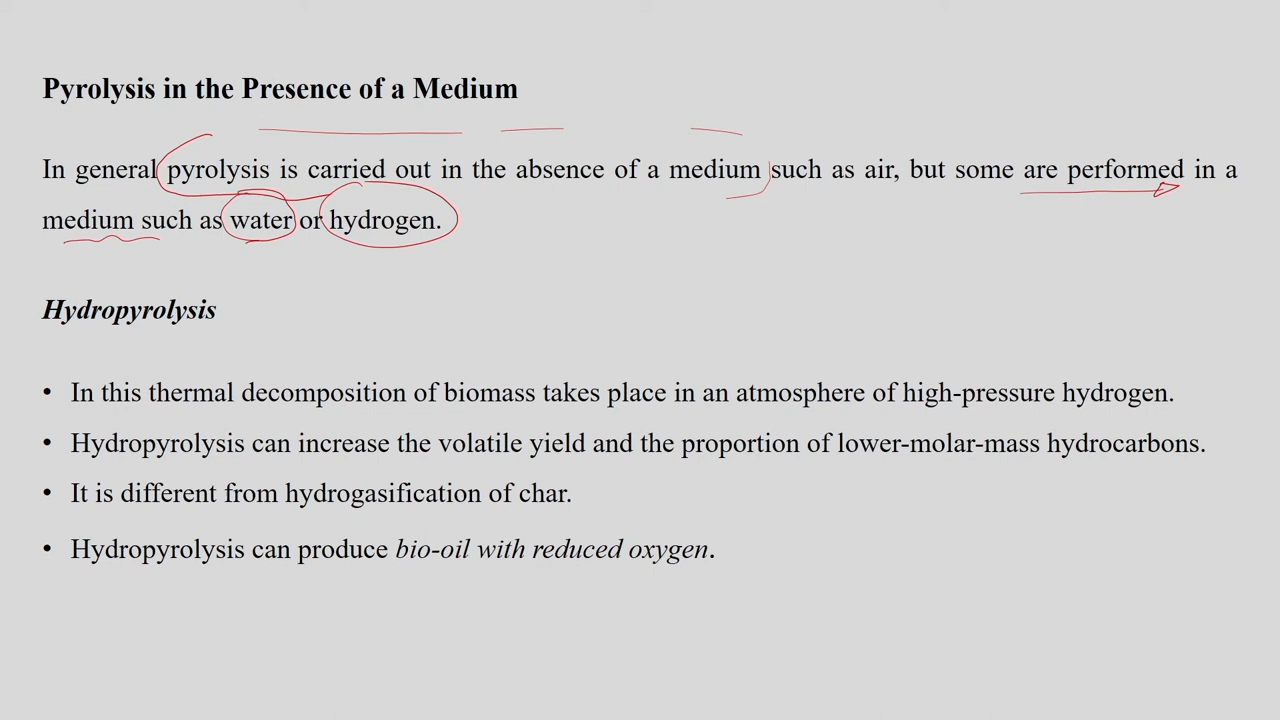 Pyrolysis in the Presence of a Medium
In general pyrolysis is carried out in the absence of a medium such as air, but some are performed in a
medium such as water or hydrogen.
Hydropyrolysis
• In this thermal decomposition of biomass takes place in an atmosphere of high-pressure hydrogen.
• Hydropyrolysis can increase the volatile yield and the proportion of lower-molar-mass hydrocarbons.
• It is different from hydrogasification of char.
• Hydropyrolysis can produce bio-oil with reduced oxygen.